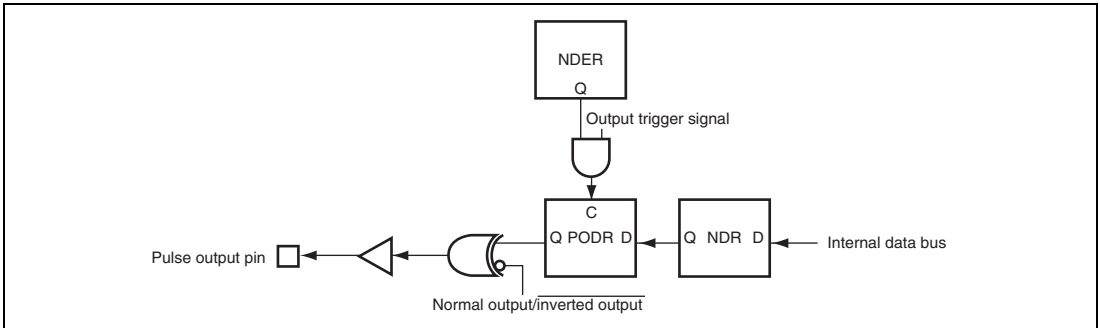 NDER
Q
Output trigger signal
C
Q PODR D
Q NDR D
Internal data bus
Pulse output pin
Normal output/inverted output